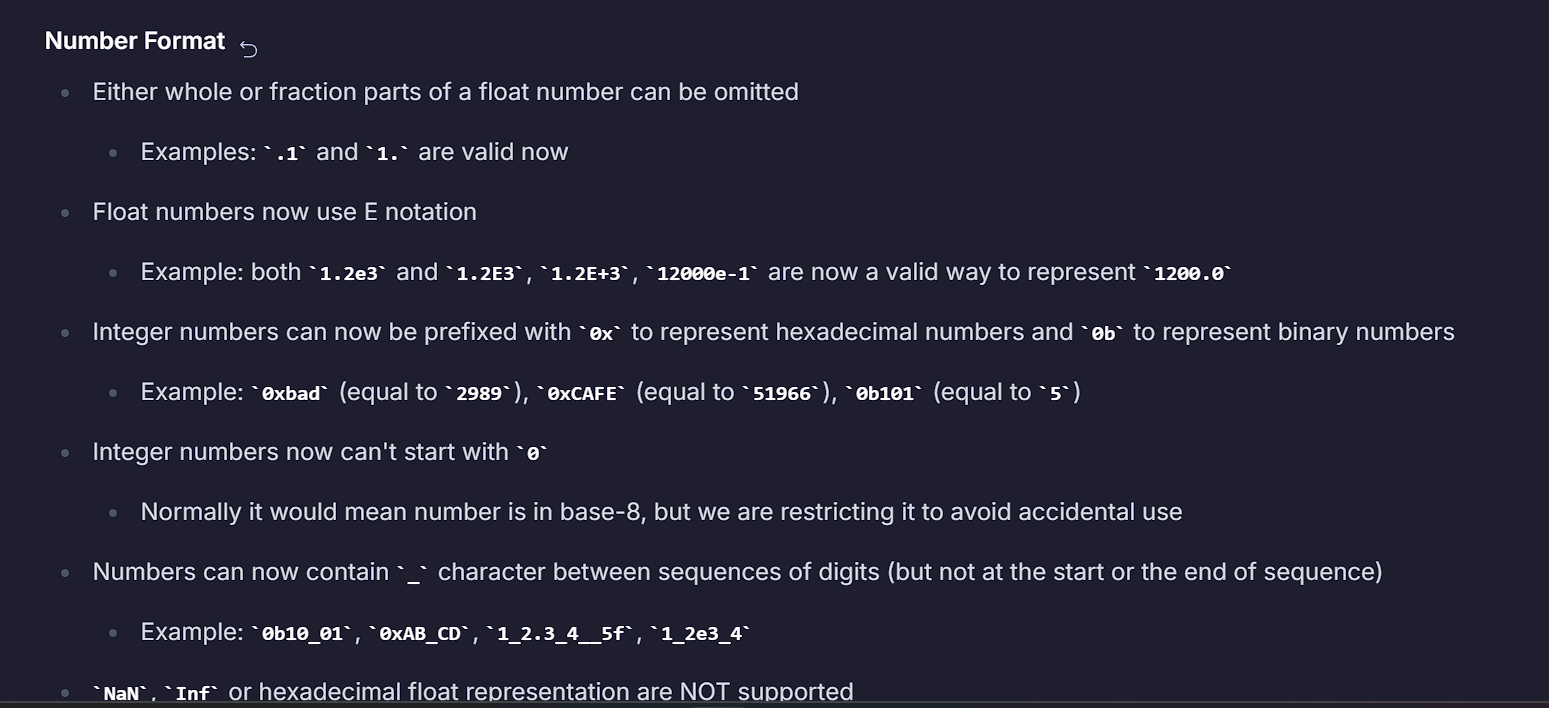 Number Format
Either whole or fraction parts of a float number can be omitted
Examples: `.1` and `1.` are valid now
Float numbers now use E notation
Example: both `1.2e3` and `1.2E3`, `1.2E+3`, `12000e-1` are now a valid way to represent `1200.0`
Integer numbers can now be prefixed with `0x` to represent hexadecimal numbers and `0b` to represent binary numbers
Example: `0xbad` (equal to `2989`), `0xCAFE` (equal to `51966`), `0b101` (equal to `5`)
Integer numbers now can't start with `0`
Normally it would mean number is in base-8, but we are restricting it to avoid accidental use
Numbers can now contain `_` character between sequences of digits (but not at the start or the end of sequence)
Example: `0b10_01`, `0xAB_CD`, `1_2.3_4__5f`, `1_2e3_4`
`NaN`, `Inf` or hexadecimal float representation are NOT supported